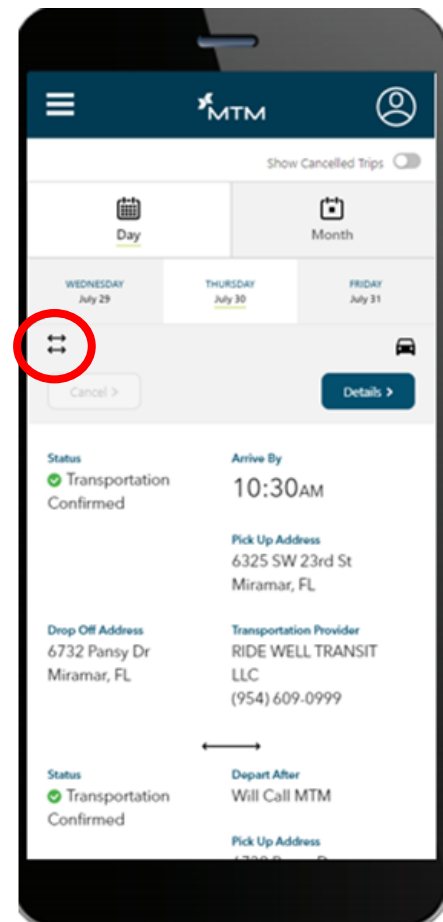 MTM
Show Cancelled Trips
Day
Month
WEDNESDAY
July 29
THURSDAY
July 30
FRIDAY
July 31
Cancel >
Details >
Status
Transportation
Confirmed
Arrive By
10:30AM
Pick Up Address
6325 SW 23rd St
Miramar, FL
Drop Off Address
6732 Pansy Dr
Miramar, FL
Transportation Provider
RIDE WELL TRANSIT
LLC
(954) 609-0999
Status
Transportation
Confirmed
Depart After
Will Call MTM
Pick Up Address